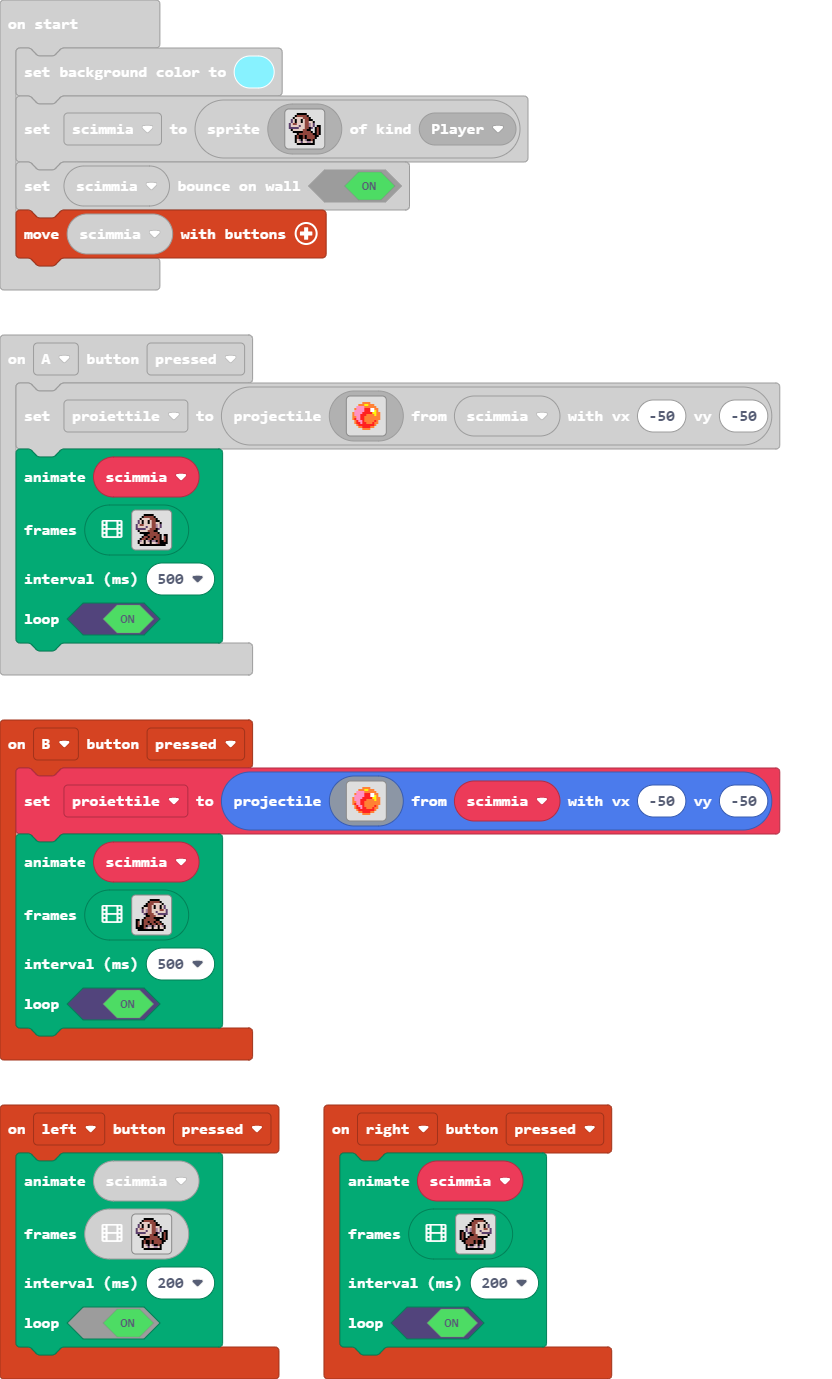 on start
set background color to
set scimmia to sprite of kind Player
set scimmia bounce on wall ON
move scimmia with buttons
on A button pressed
set proiettile to projectile from scimmia with vx -50 vy -50
animate scimmia
frames
interval (ms) 500
loop ON
on B button pressed
set proiettile to projectile from scimmia with vx -50 vy -50
animate scimmia
frames
interval (ms) 500
loop ON
on left button pressed
animate scimmia
frames
interval (ms) 200
loop ON
on right button pressed
animate scimmia
frames
interval (ms) 200
loop ON